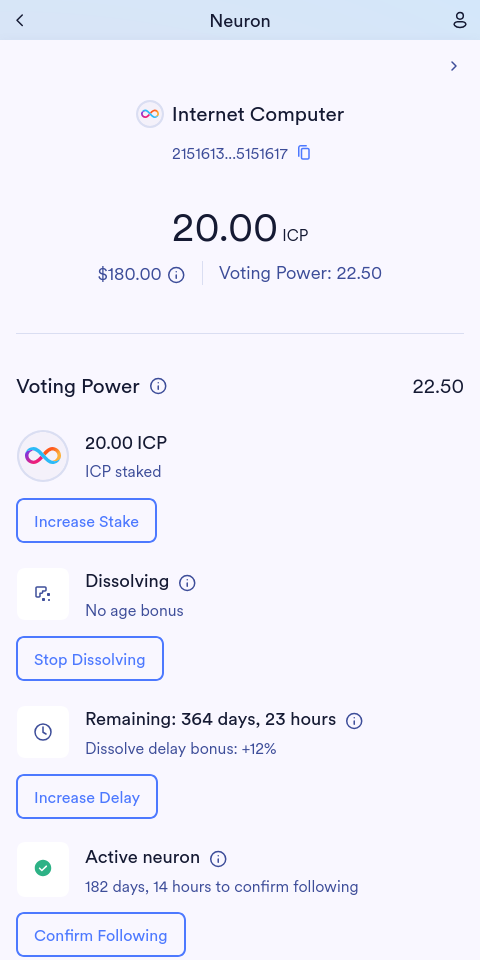 Neuron
Internet Computer
2151613...5151617
20.00 ICP
$180.00 Voting Power: 22.50
Voting Power 22.50
20.00 ICP
ICP staked
Increase Stake
Dissolving
No age bonus
Stop Dissolving
Remaining: 364 days, 23 hours
Dissolve delay bonus: +12%
Increase Delay
Active neuron
182 days, 14 hours to confirm following
Confirm Following